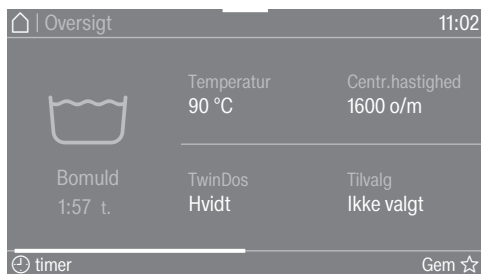 | Oversigt 11:02
Temperatur Centr.hastighed
90 °C 1600 o/m
Bomuld TwinDos Tilvalg
1:57 t. Hvidt Ikke valgt
timer Gem